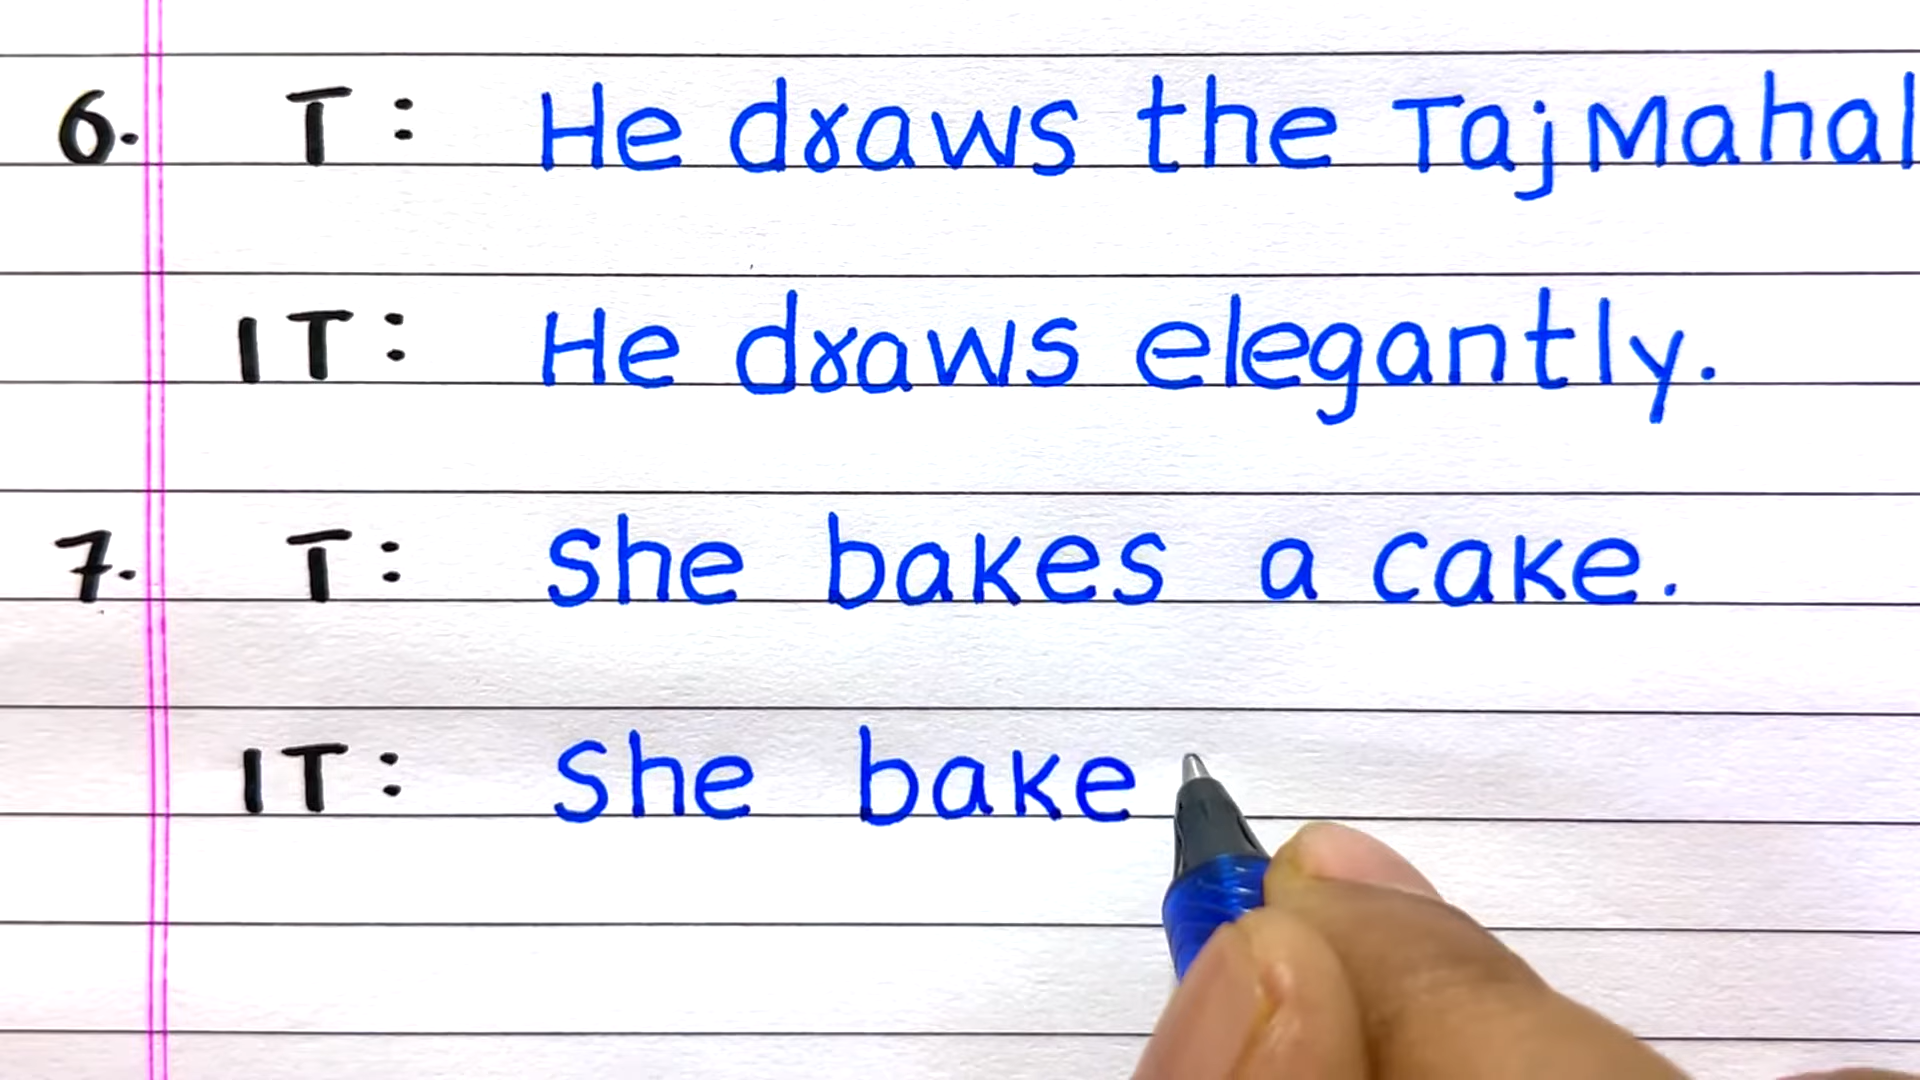 6. T: He draws the Taj Mahal
IT: He draws elegantly.
7. T: She bakes a cake.
IT: She bake